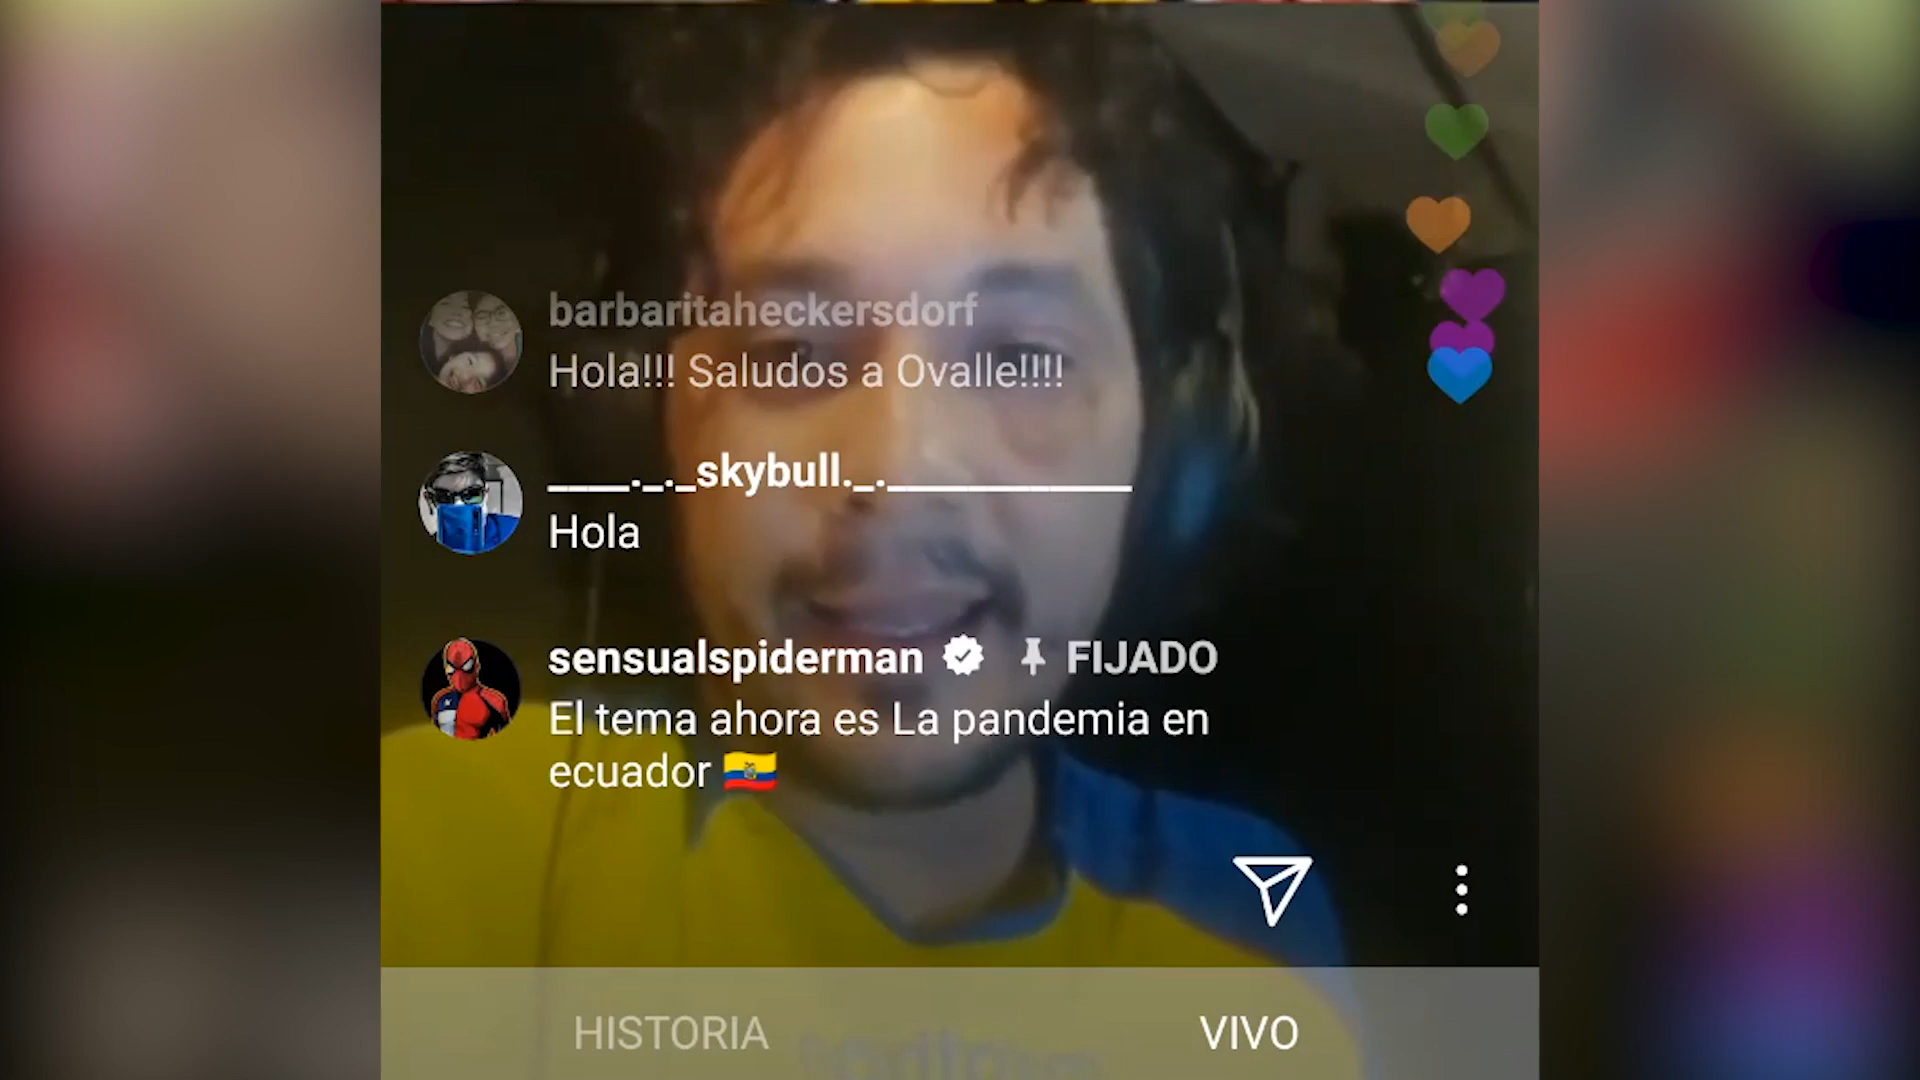 barbaritaheckersdorf
Hola!!! Saludos a Ovalle!!!!
____._._skybull._.____________
Hola
sensualspiderman FIJADO
El tema ahora es La pandemia en
ecuador 🇪🇨
HISTORIA VIVO